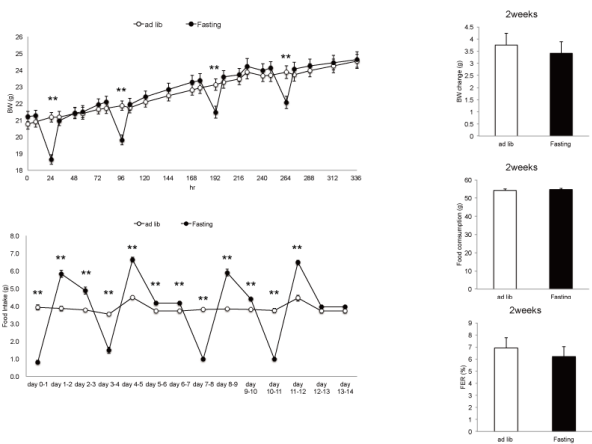 ad lib Fasting
26
25
24
23
22
21
20
19
18
BW (g)
** ** ** **
0 24 48 72 96 120 144 168 192 216 240 264 288 312 336
hr
ad lib Fasting
8.0
7.0
6.0
5.0
4.0
3.0
2.0
1.0
0.0
Food Intake (g)
** ** ** ** ** ** ** ** ** ** ** **
day 0-1 day 1-2 day 2-3 day 3-4 day 4-5 day 5-6 day 6-7 day 7-8 day 8-9 day 9-10 day 10-11 day 11-12 day 12-13 day 13-14
2weeks
4.5
4
3.5
3
2.5
2
1.5
1
0.5
0
BW change (g)
ad lib Fasting
2weeks
60
50
40
30
20
10
0
Food consumption (g)
ad lib Fasting
2weeks
9
8
7
6
5
4
3
2
1
0
FER (%)
ad lib Fasting